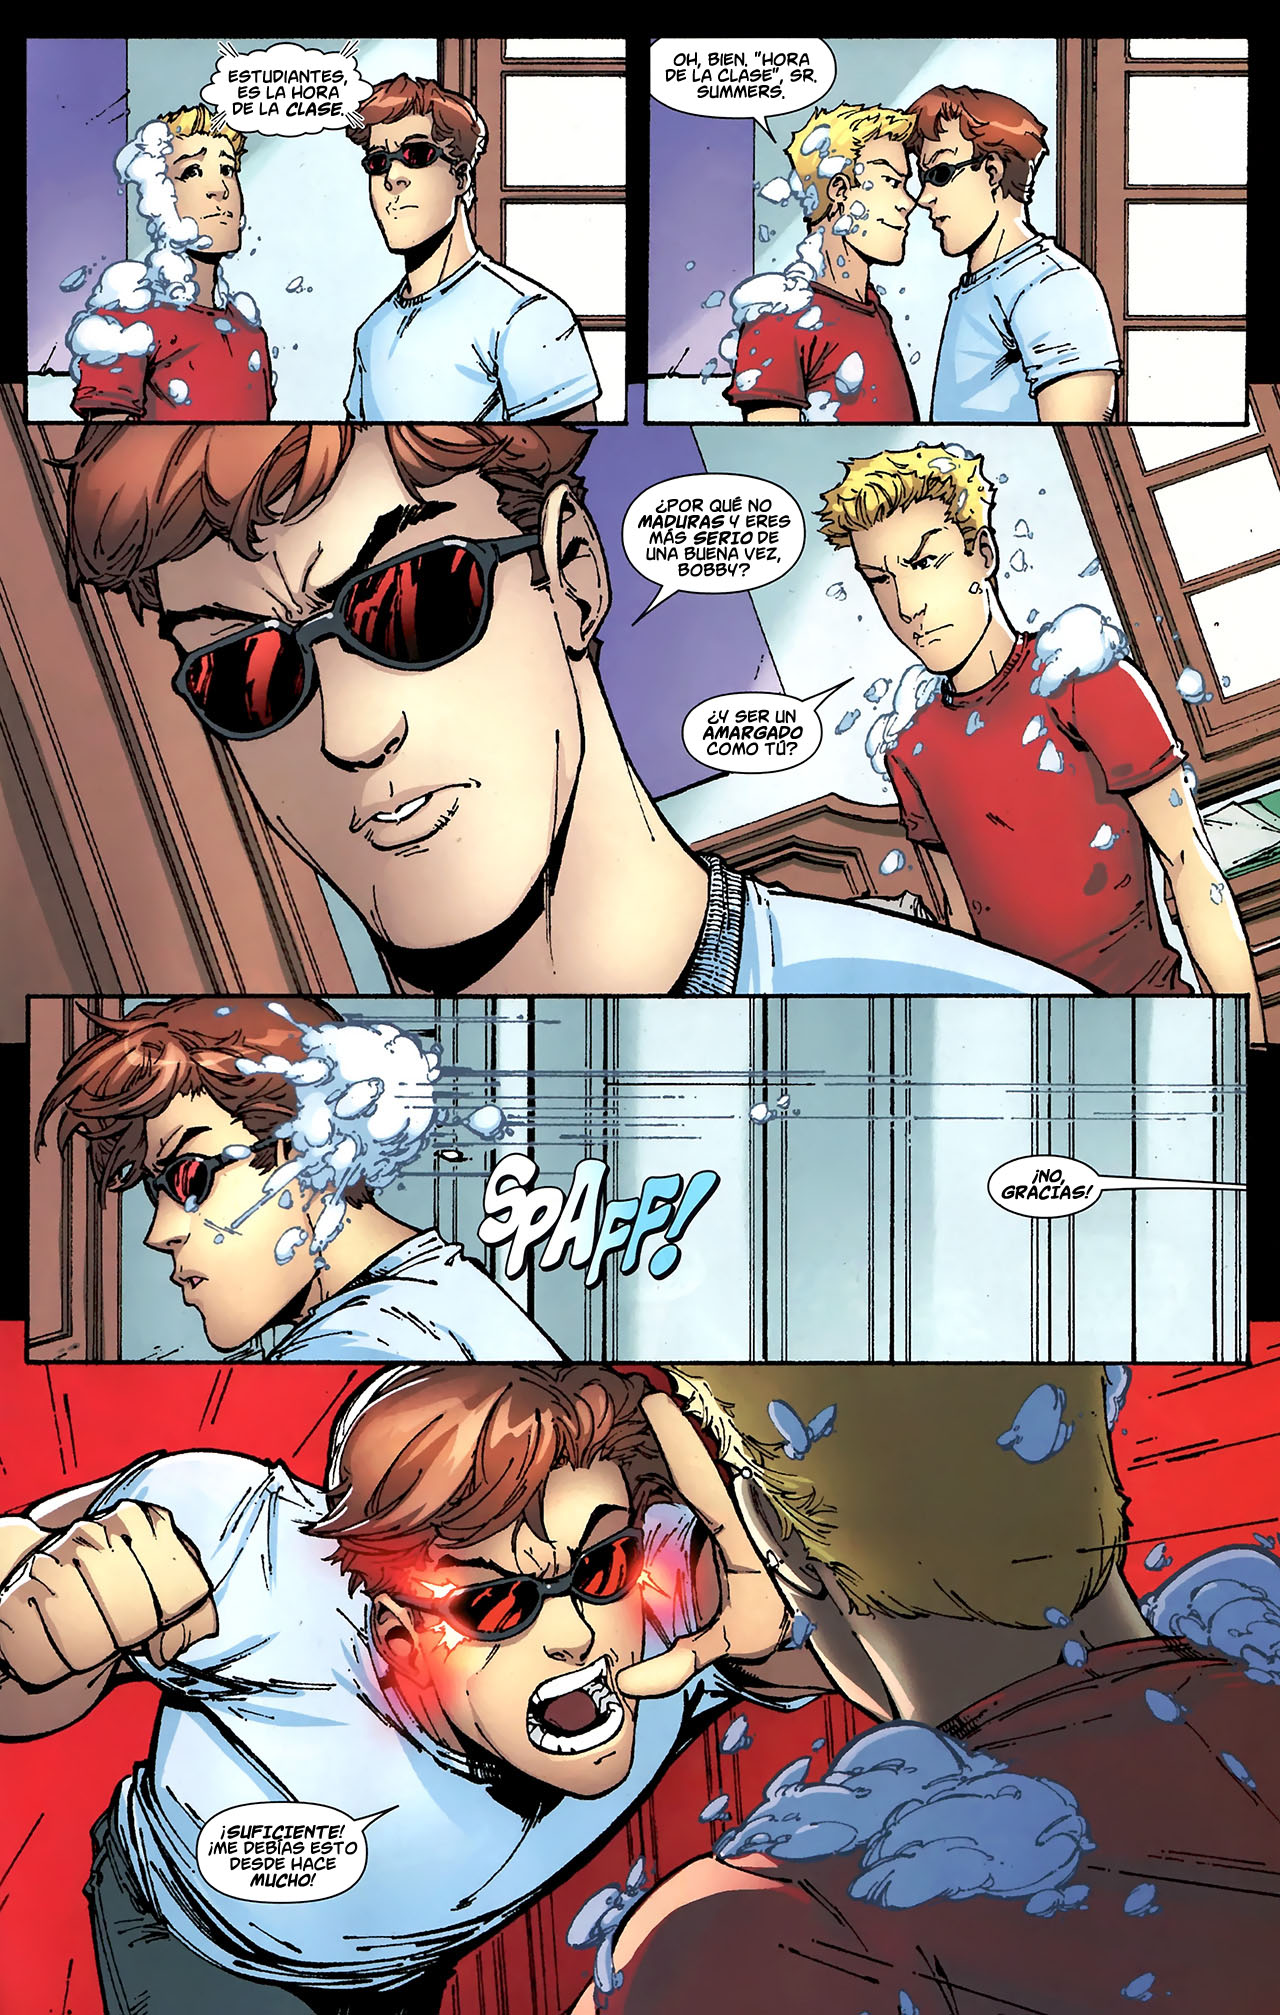 ESTUDIANTES,
ES LA HORA
DE LA CLASE.
OH, BIEN. "HORA
DE LA CLASE", SR.
SUMMERS.
¿POR QUÉ NO
MADURAS Y ERES
MÁS SERIO DE
UNA BUENA VEZ,
BOBBY?
¿Y SER UN
AMARGADO
COMO TÚ?
SPAFF!
¡NO,
GRACIAS!
¡SUFICIENTE!
¡ME DEBÍAS ESTO
DESDE HACE
MUCHO!